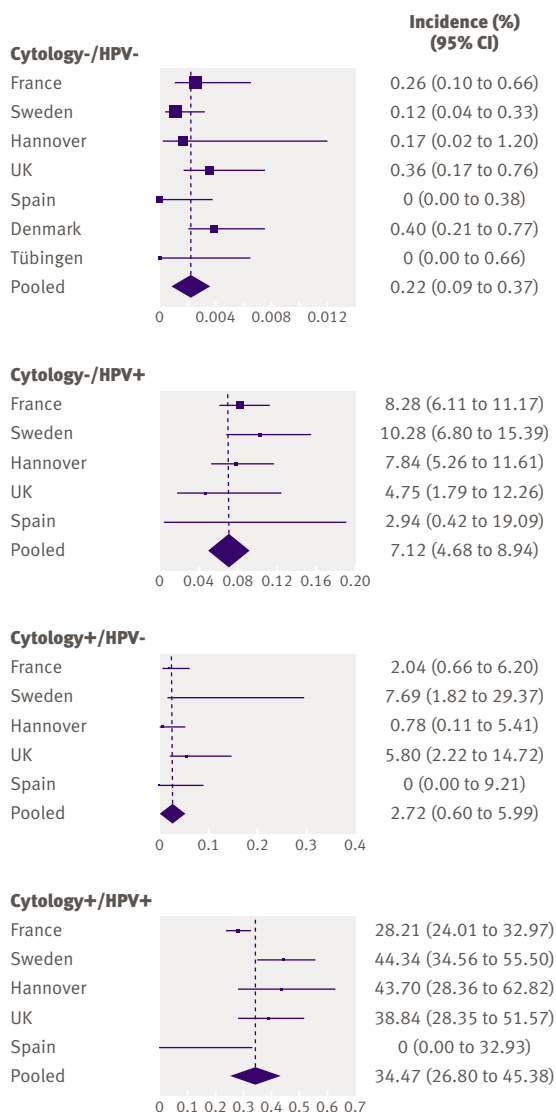 Incidence (%)
(95% CI)
Cytology-/HPV-
France 0.26 (0.10 to 0.66)
Sweden 0.12 (0.04 to 0.33)
Hannover 0.17 (0.02 to 1.20)
UK 0.36 (0.17 to 0.76)
Spain 0 (0.00 to 0.38)
Denmark 0.40 (0.21 to 0.77)
Tübingen 0 (0.00 to 0.66)
Pooled 0.22 (0.09 to 0.37)
0 0.004 0.008 0.012
Cytology-/HPV+
France 8.28 (6.11 to 11.17)
Sweden 10.28 (6.80 to 15.39)
Hannover 7.84 (5.26 to 11.61)
UK 4.75 (1.79 to 12.26)
Spain 2.94 (0.42 to 19.09)
Pooled 7.12 (4.68 to 8.94)
0 0.04 0.08 0.12 0.16 0.20
Cytology+/HPV-
France 2.04 (0.66 to 6.20)
Sweden 7.69 (1.82 to 29.37)
Hannover 0.78 (0.11 to 5.41)
UK 5.80 (2.22 to 14.72)
Spain 0 (0.00 to 9.21)
Pooled 2.72 (0.60 to 5.99)
0 0.1 0.2 0.3 0.4
Cytology+/HPV+
France 28.21 (24.01 to 32.97)
Sweden 44.34 (34.56 to 55.50)
Hannover 43.70 (28.36 to 62.82)
UK 38.84 (28.35 to 51.57)
Spain 0 (0.00 to 32.93)
Pooled 34.47 (26.80 to 45.38)
0 0.1 0.2 0.3 0.4 0.5 0.6 0.7